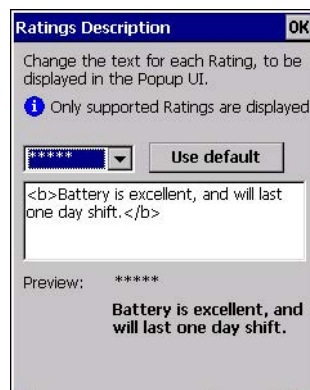 Ratings Description OK
Change the text for each Rating, to be
displayed in the Popup UI.
i Only supported Ratings are displayed
***** Use default
<b>Battery is excellent, and will last
one day shift.</b>
Preview: *****
Battery is excellent, and
will last one day shift.